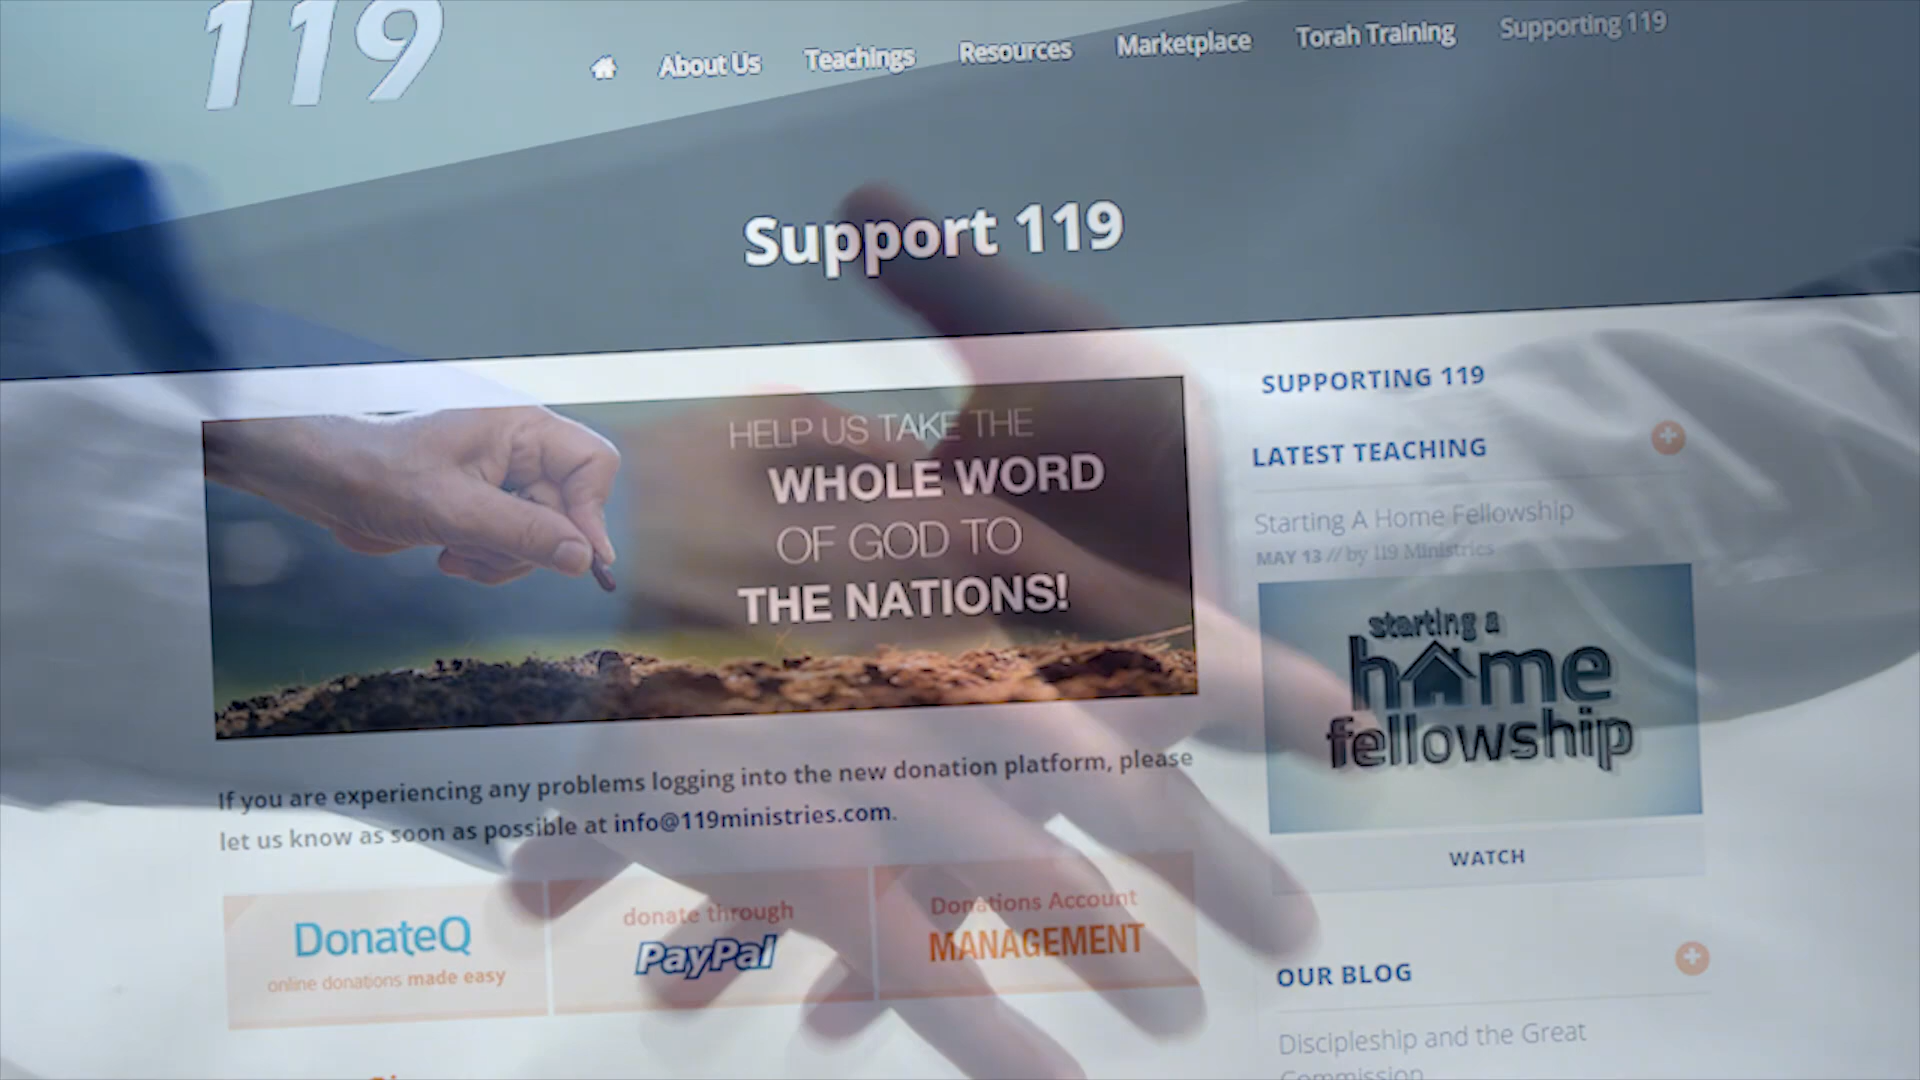 119
About Us
Teachings
Resources
Marketplace
Torah Training
Supporting 119
Support 119
HELP US TAKE THE
WHOLE WORD
OF GOD TO
THE NATIONS!
If you are experiencing any problems logging into the new donation platform, please
let us know as soon as possible at info@119ministries.com.
DonateQ
online donations made easy
donate through
PayPal
Donations Account
MANAGEMENT
SUPPORTING 119
LATEST TEACHING
Starting A Home Fellowship
MAY 13 // by 119 Ministries
starting a
home
fellowship
WATCH
OUR BLOG
Discipleship and the Great
Commission